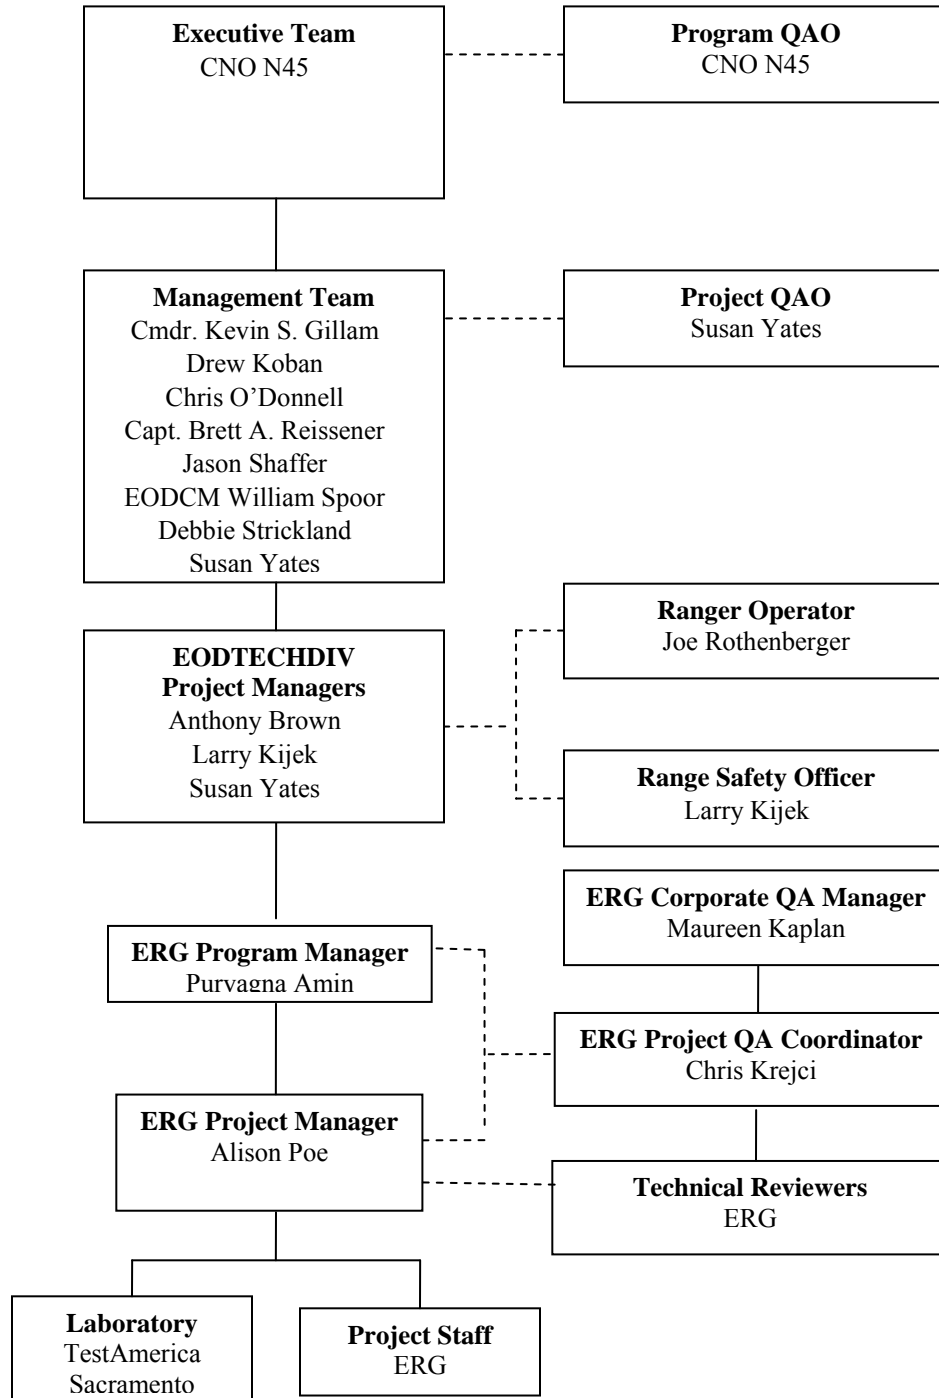 Executive Team
CNO N45
Program QAO
CNO N45
Management Team
Cmdr. Kevin S. Gillam
Drew Koban
Chris O’Donnell
Capt. Brett A. Reissener
Jason Shaffer
EODCM William Spoor
Debbie Strickland
Susan Yates
Project QAO
Susan Yates
EODTECHDIV
Project Managers
Anthony Brown
Larry Kijek
Susan Yates
Ranger Operator
Joe Rothenberger
Range Safety Officer
Larry Kijek
ERG Corporate QA Manager
Maureen Kaplan
ERG Program Manager
Purvagna Amin
ERG Project QA Coordinator
Chris Krejci
ERG Project Manager
Alison Poe
Technical Reviewers
ERG
Laboratory
TestAmerica
Sacramento
Project Staff
ERG